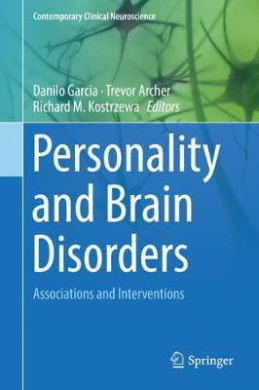 Contemporary Clinical Neuroscience
Danilo Garcia · Trevor Archer
Richard M. Kostrzewa Editors
Personality
and Brain
Disorders
Associations and Interventions
Springer